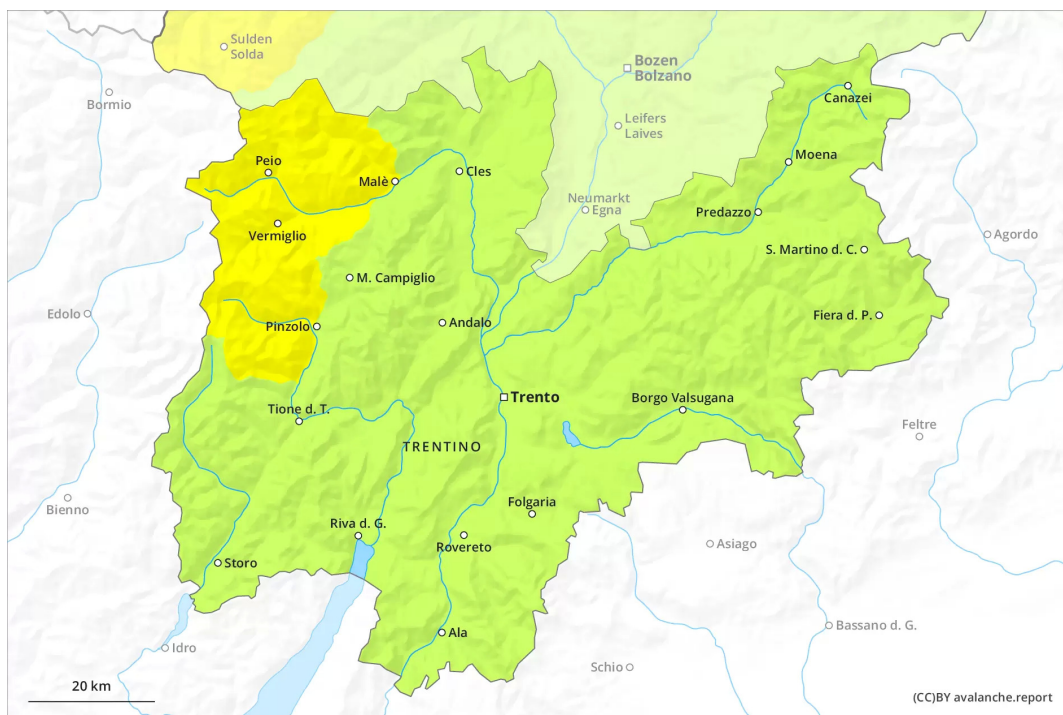 Sulden
Solda
Bormio
Bozen
Bolzano
Leifers
Laives
Canazei
Moena
Peio
Malè
Cles
Neumarkt
Egna
Predazzo
Vermiglio
S. Martino d. C.
Agordo
M. Campiglio
Edolo
Pinzolo
Andalo
Fiera d. P.
Trento
Borgo Valsugana
Tione d. T.
Feltre
TRENTINO
Bienno
Folgaria
Riva d. G.
Rovereto
Asiago
Storo
Ala
Bassano d. G.
Idro
Schio
20 km
(CC)BY avalanche.report